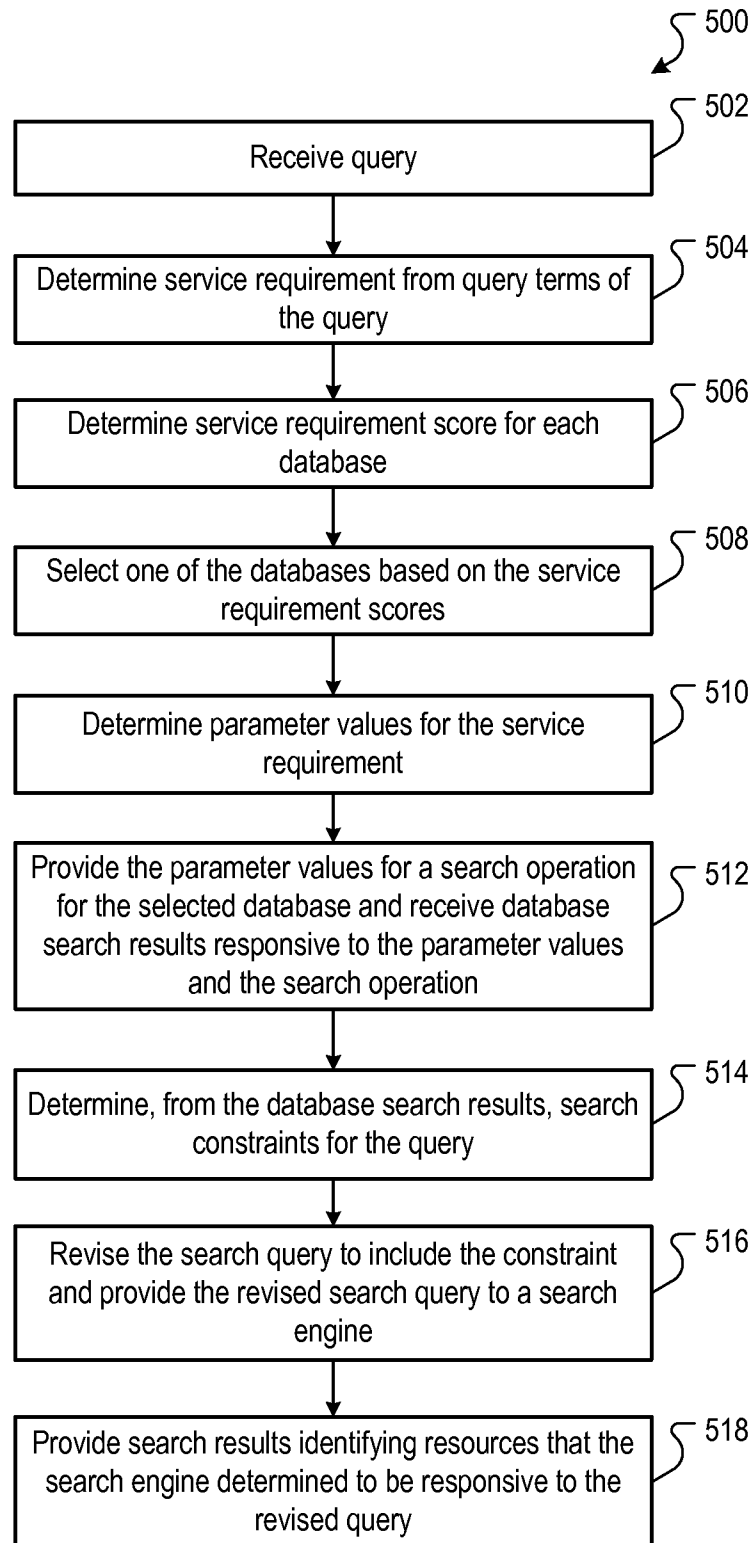 500
502
Receive query
504
Determine service requirement from query terms of
the query
506
Determine service requirement score for each
database
508
Select one of the databases based on the service
requirement scores
510
Determine parameter values for the service
requirement
512
Provide the parameter values for a search operation
for the selected database and receive database
search results responsive to the parameter values
and the search operation
514
Determine, from the database search results, search
constraints for the query
516
Revise the search query to include the constraint
and provide the revised search query to a search
engine
518
Provide search results identifying resources that the
search engine determined to be responsive to the
revised query